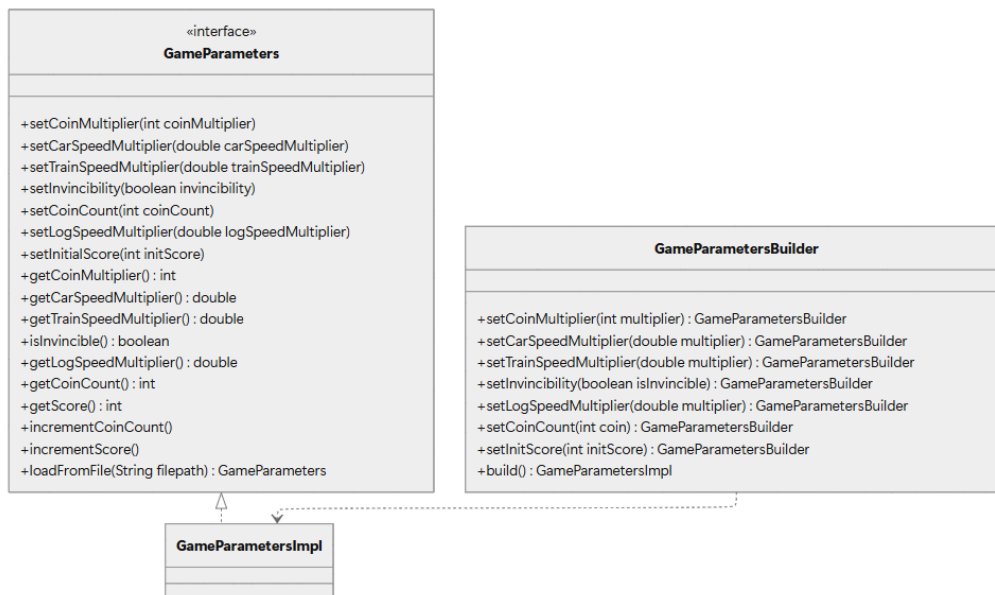 «interface»
GameParameters
+setCoinMultiplier(int coinMultiplier)
+setCarSpeedMultiplier(double carSpeedMultiplier)
+setTrainSpeedMultiplier(double trainSpeedMultiplier)
+setInvincibility(boolean invincibility)
+setCoinCount(int coinCount)
+setLogSpeedMultiplier(double logSpeedMultiplier)
+setInitialScore(int initScore)
+getCoinMultiplier() : int
+getCarSpeedMultiplier() : double
+getTrainSpeedMultiplier() : double
+isInvincible() : boolean
+getLogSpeedMultiplier() : double
+getCoinCount() : int
+getScore() : int
+incrementCoinCount()
+incrementScore()
+loadFromFile(String filepath) : GameParameters
GameParametersBuilder
+setCoinMultiplier(int multiplier) : GameParametersBuilder
+setCarSpeedMultiplier(double multiplier) : GameParametersBuilder
+setTrainSpeedMultiplier(double multiplier) : GameParametersBuilder
+setInvincibility(boolean isInvincible) : GameParametersBuilder
+setLogSpeedMultiplier(double multiplier) : GameParametersBuilder
+setCoinCount(int coin) : GameParametersBuilder
+setInitScore(int initScore) : GameParametersBuilder
+build() : GameParametersImpl
GameParametersImpl